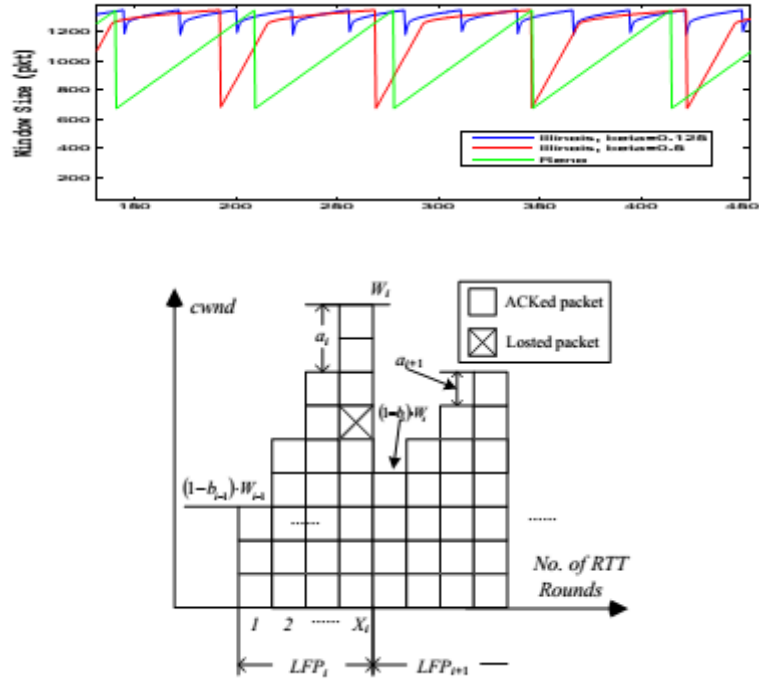 1200
1000
800
600
400
200
Window Size (pkt)
Illinois, beta=0.125
Illinois, beta=0.5
Reno
150 200 250 300 350 400 450
cwnd
W_i
ACKed packet
Losted packet
a_i
a_{i+1}
(1-b_i)·W_i
(1-b_{i-1})·W_{i-1}
........
........
No. of RTT
Rounds
1 2 ........ X_i
LFP_i LFP_{i+1}